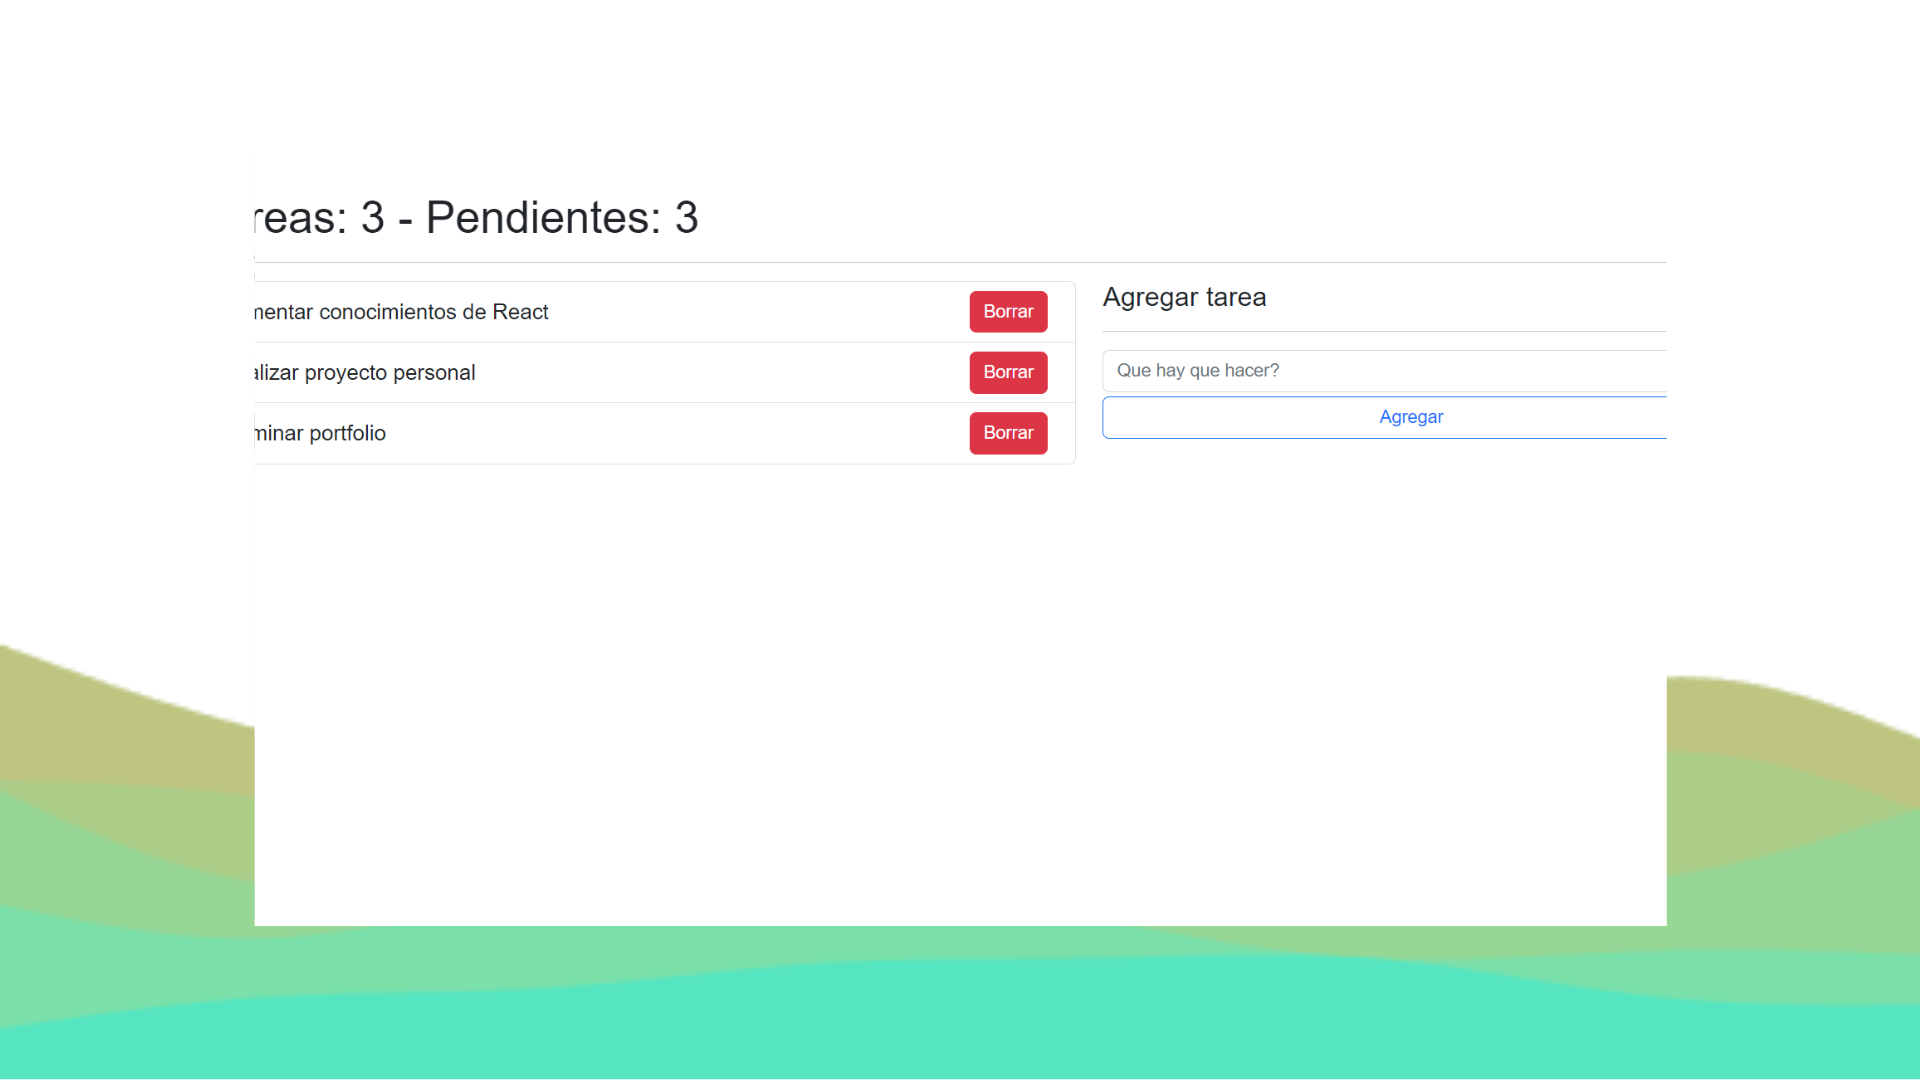 reas: 3 - Pendientes: 3
mentar conocimientos de React
Borrar
alizar proyecto personal
Borrar
minar portfolio
Borrar
Agregar tarea
Que hay que hacer?
Agregar